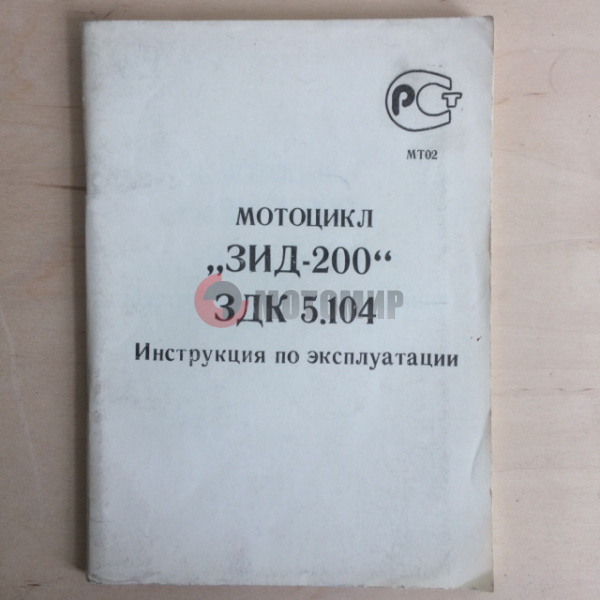 РСТ
МТ02
МОТОЦИКЛ
„ЗИД-200“
МОТОМИР
ЗДК 5.104
Инструкция по эксплуатации